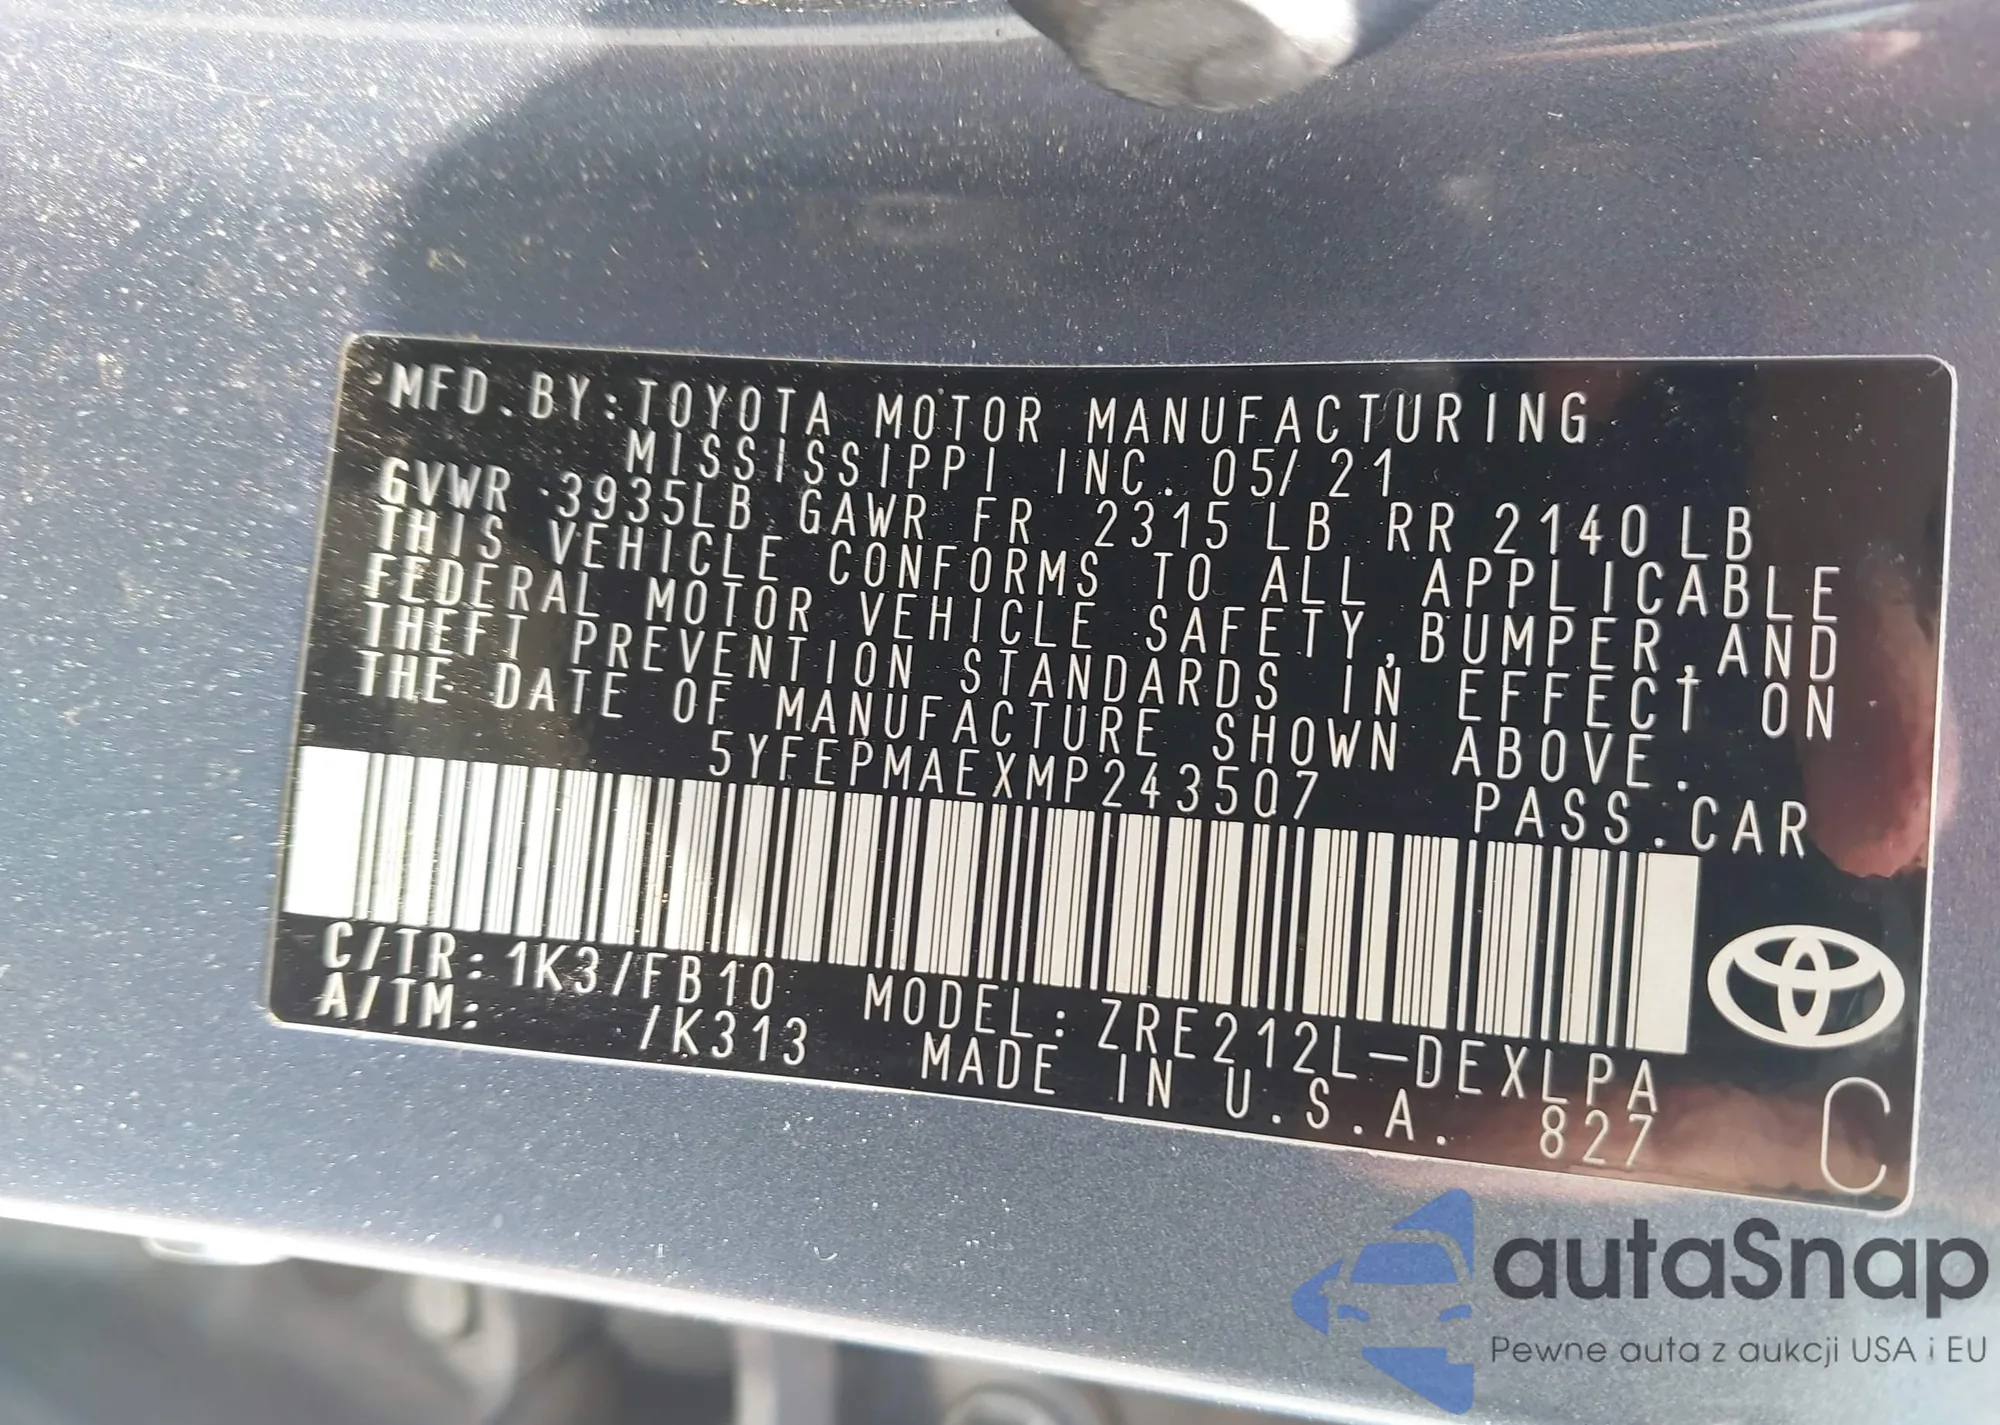 MFD.BY:TOYOTA MOTOR MANUFACTURING
MISSISSIPPI INC. 05/21
GVWR 3935LB GAWR FR 2315LB RR 2140LB
THIS VEHICLE CONFORMS TO ALL APPLICABLE
FEDERAL MOTOR VEHICLE SAFETY,BUMPER,AND
THEFT PREVENTION STANDARDS IN EFFECT ON
THE DATE OF MANUFACTURE SHOWN ABOVE.
5YFEPMAEXMP243507 PASS.CAR
C/TR:1K3/FB10 MODEL:ZRE212L-DEXLPA
A/TM: /K313 MADE IN U.S.A. 827
C
autaSnap
Pewne auta z aukcji USA i EU